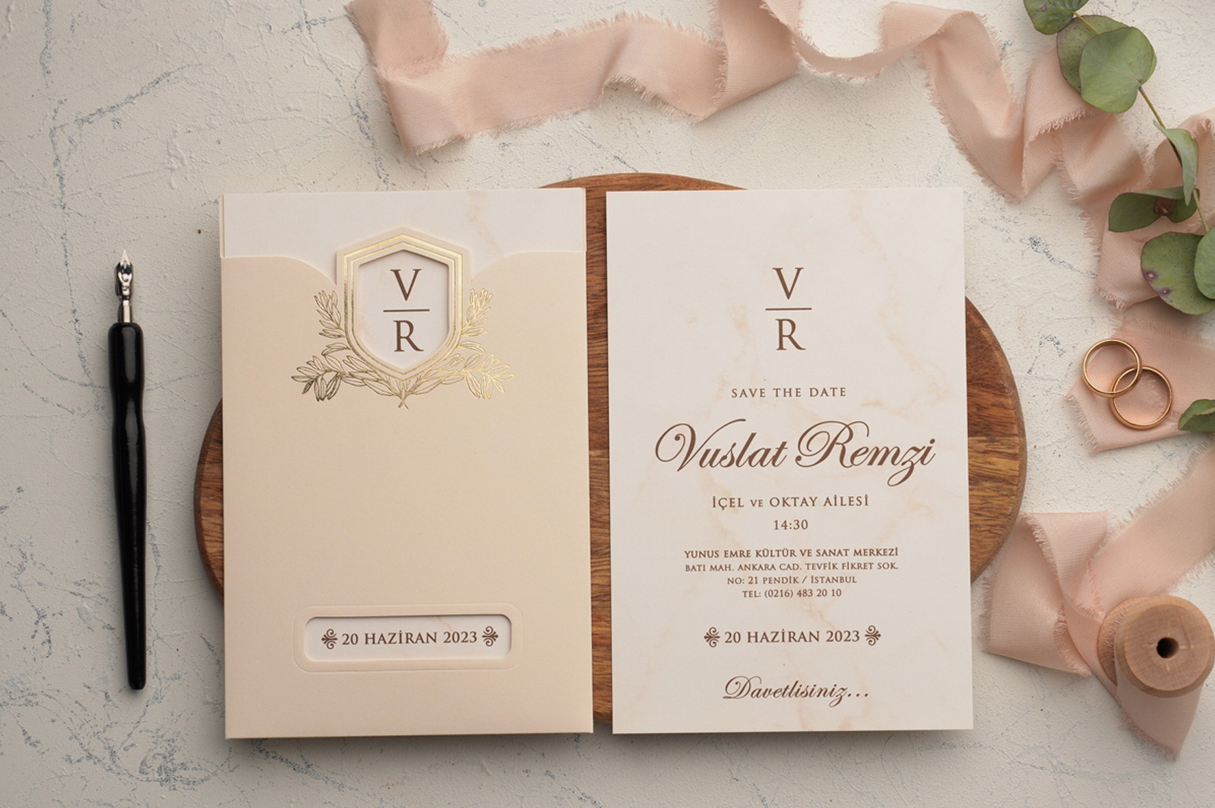 V
R
20 HAZİRAN 2023
V
R
SAVE THE DATE
Vuslat Remzi
İÇEL VE OKTAY AİLESİ
14:30
YUNUS EMRE KÜLTÜR VE SANAT MERKEZİ
BATI MAH. ANKARA CAD. TEVFİK FİKRET SOK.
NO: 21 PENDİK / İSTANBUL
TEL: (0216) 483 20 10
20 HAZİRAN 2023
Davetlisiniz...